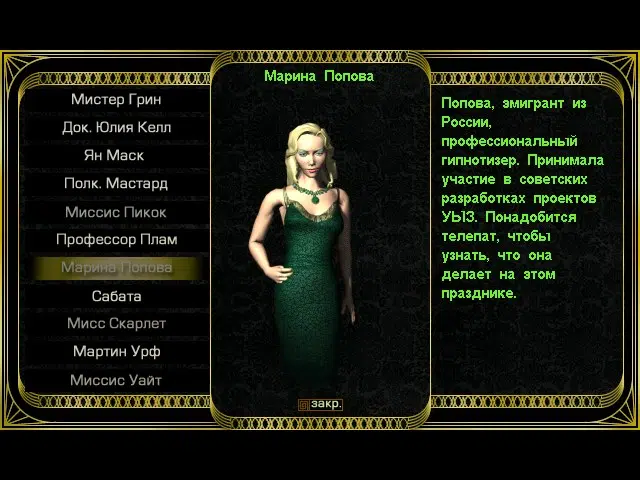 Марина Попова
Мистер Грин
Док. Юлия Келл
Ян Маск
Полк. Мастард
Миссис Пикок
Профессор Плам
Марина Попова
Сабата
Мисс Скарлет
Мартин Урф
Миссис Уайт
Попова, эмигрант из
России,
профессиональный
гипнотизер. Принимала
участие в советских
разработках проектов
УЫЗ. Понадобится
телепат, чтобы
узнать, что она
делает на этом
празднике.
закр.